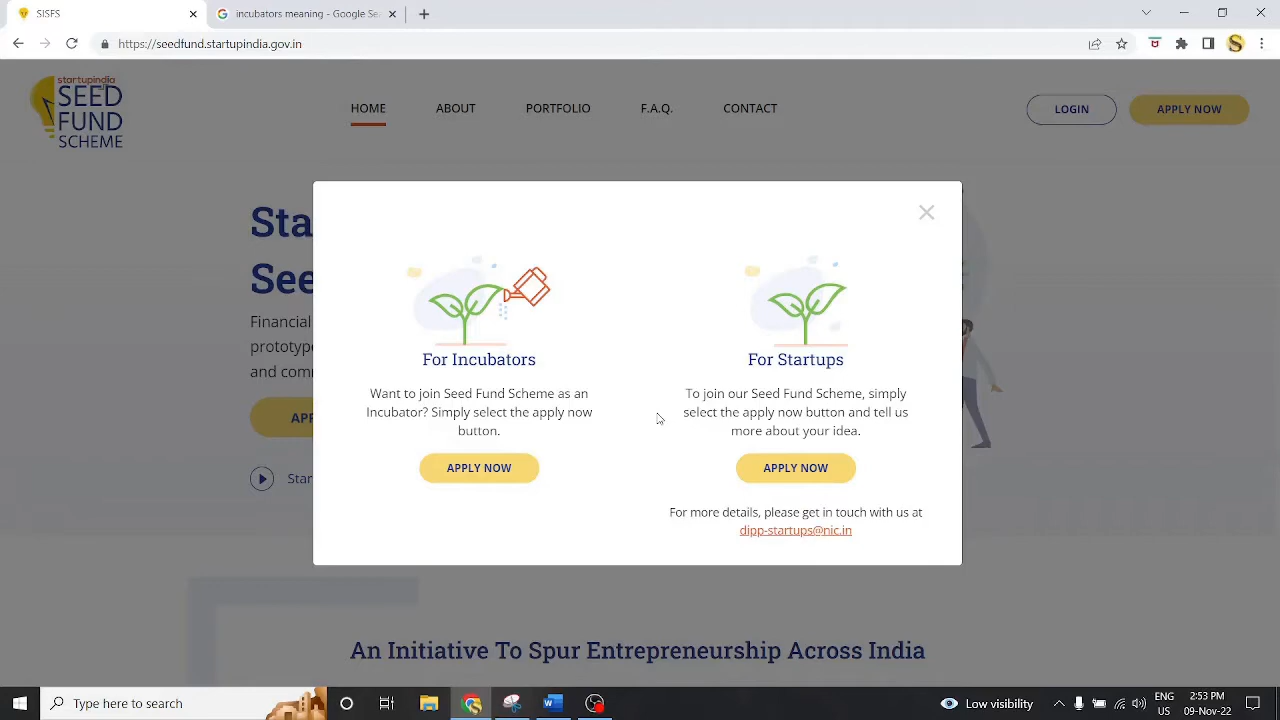 SISFS
incubators meaning - Google Se
https://seedfund.startupindia.gov.in
startupindia
SEED
FUND
SCHEME
HOME
ABOUT
PORTFOLIO
F.A.Q.
CONTACT
LOGIN
APPLY NOW
Sta
See
Financial
prototype
and comm
APP
Star
For Incubators
Want to join Seed Fund Scheme as an
Incubator? Simply select the apply now
button.
APPLY NOW
For Startups
To join our Seed Fund Scheme, simply
select the apply now button and tell us
more about your idea.
APPLY NOW
For more details, please get in touch with us at
dipp-startups@nic.in
An Initiative To Spur Entrepreneurship Across India
Type here to search
Low visibility
ENG
US
2:53 PM
09-Nov-22